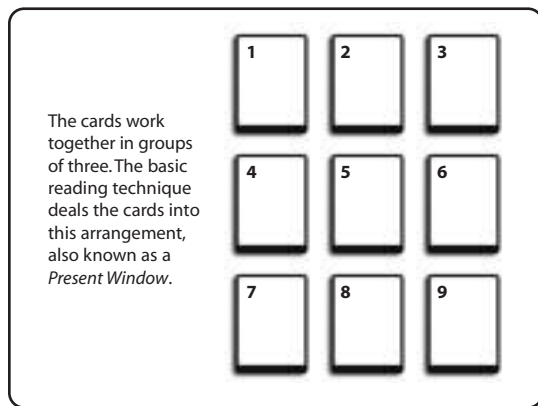 The cards work
together in groups
of three. The basic
reading technique
deals the cards into
this arrangement,
also known as a
Present Window.
1 2 3
4 5 6
7 8 9